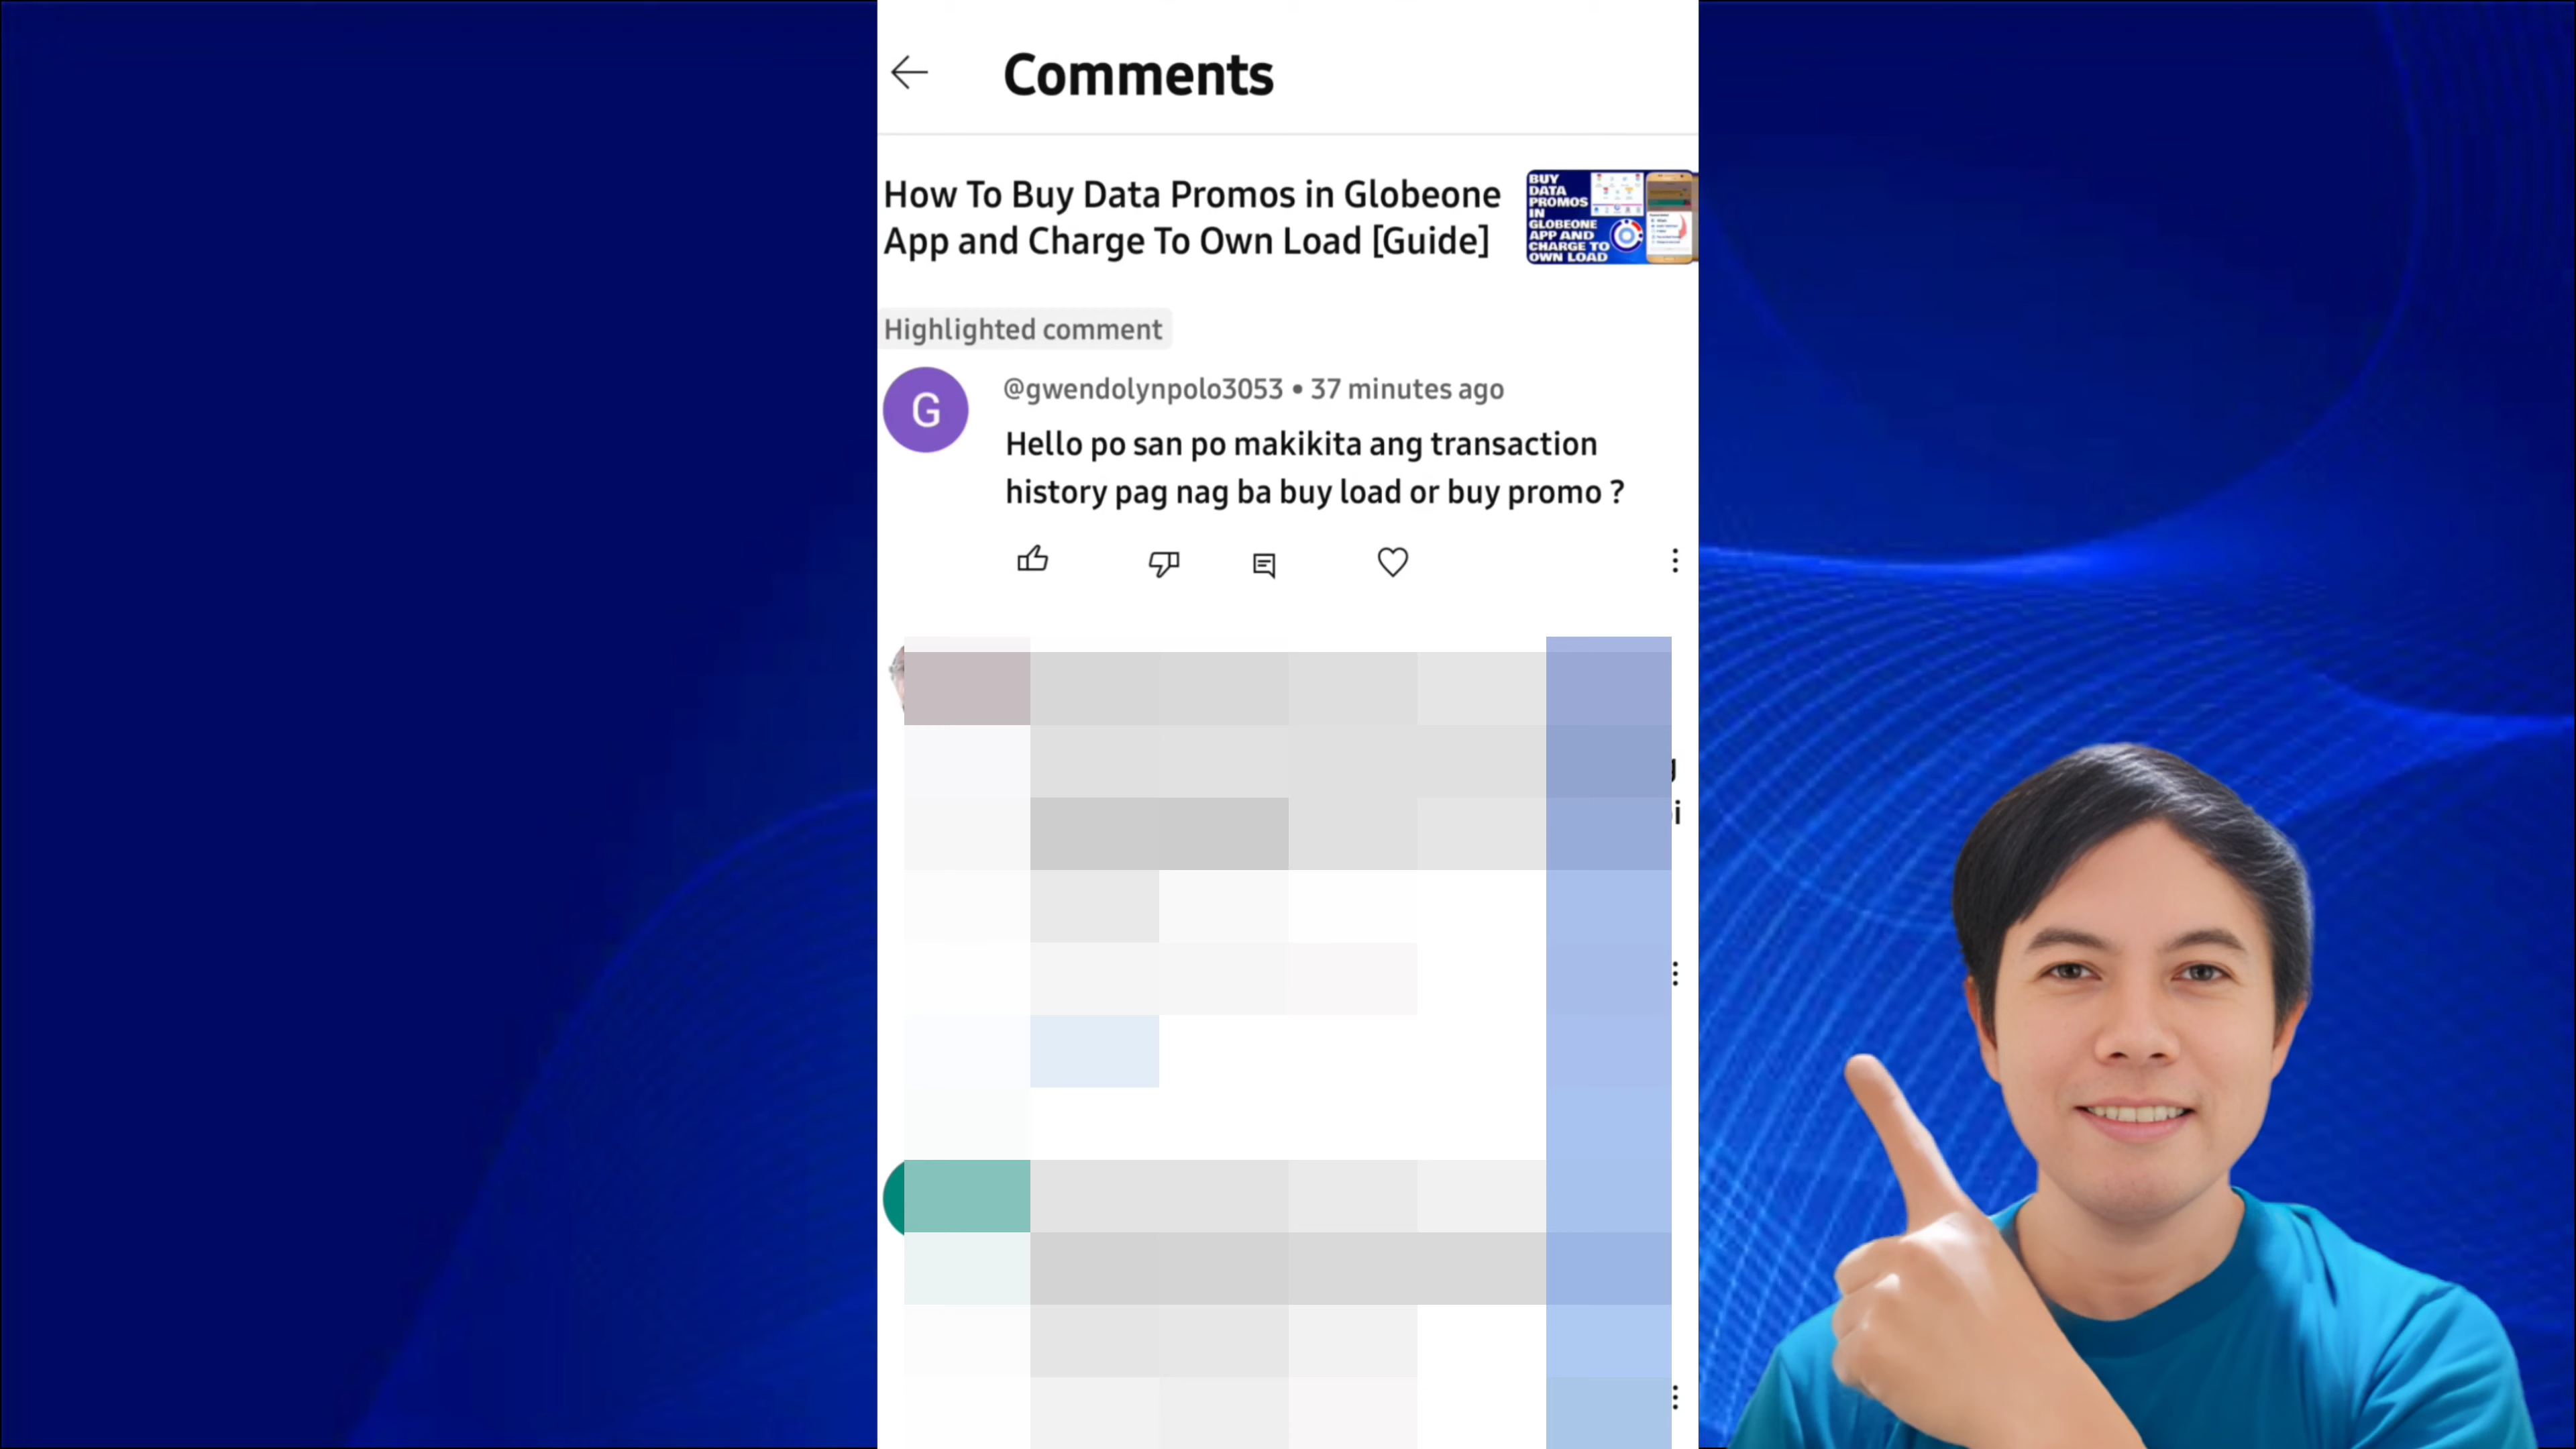 Comments
How To Buy Data Promos in Globeone
App and Charge To Own Load [Guide]
BUY
DATA
PROMOS
IN
GLOBEONE
APP AND
CHARGE TO
OWN LOAD
Highlighted comment
G
@gwendolynpolo3053 • 37 minutes ago
Hello po san po makikita ang transaction
history pag nag ba buy load or buy promo ?